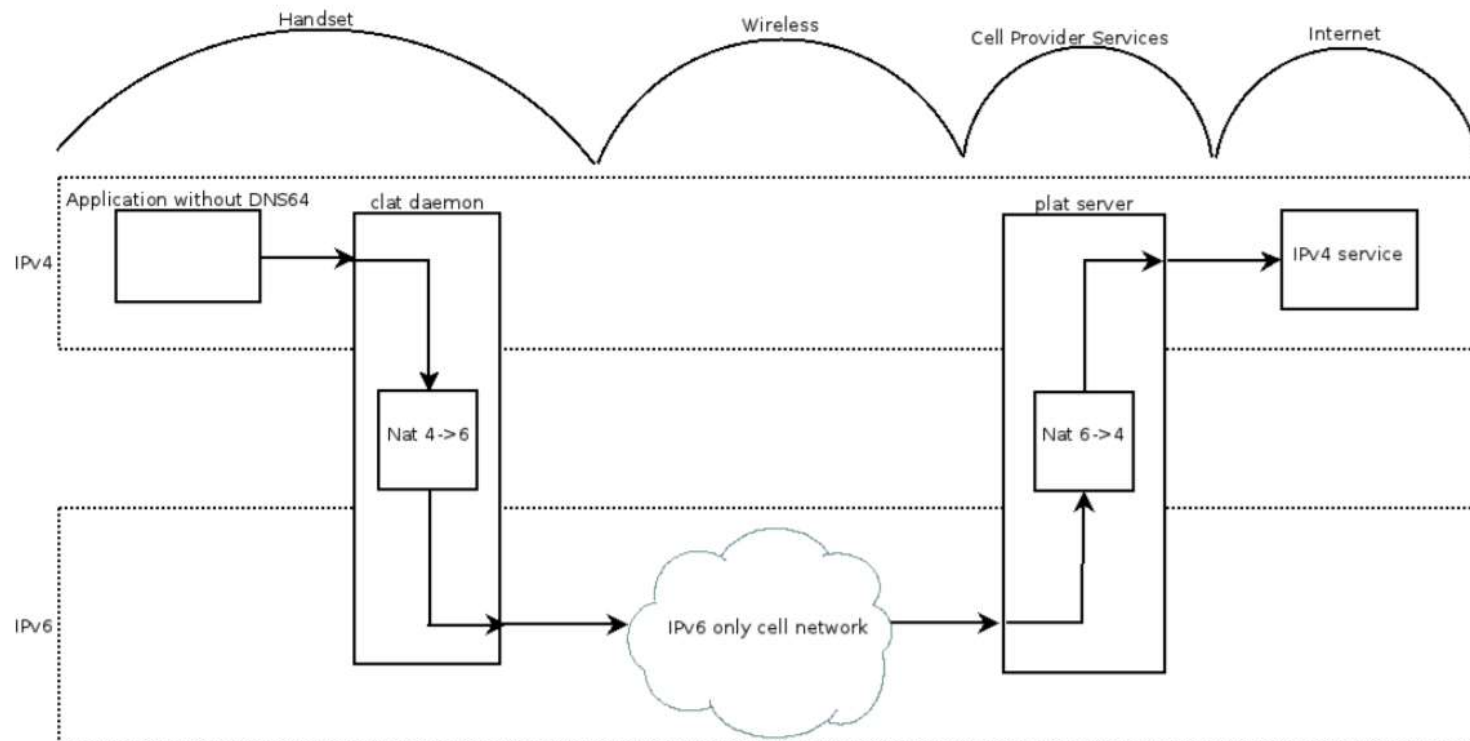 Handset
Wireless
Cell Provider Services
Internet
Application without DNS64
clat daemon
plat server
IPv4
IPv4 service
Nat 4->6
Nat 6->4
IPv6
IPv6 only cell network